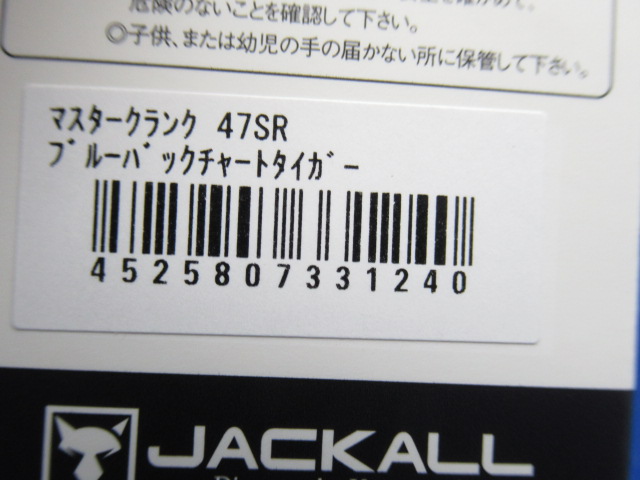 危険のないことを確認して下さい。
◎子供、または幼児の手の届かない所に保管して下さい。
ﾏｽﾀｰｸﾗﾝｸ 47SR
ﾌﾞﾙｰﾊﾞｯｸﾁｬｰﾄﾀｲｶﾞｰ
4525807331240
JACKALL